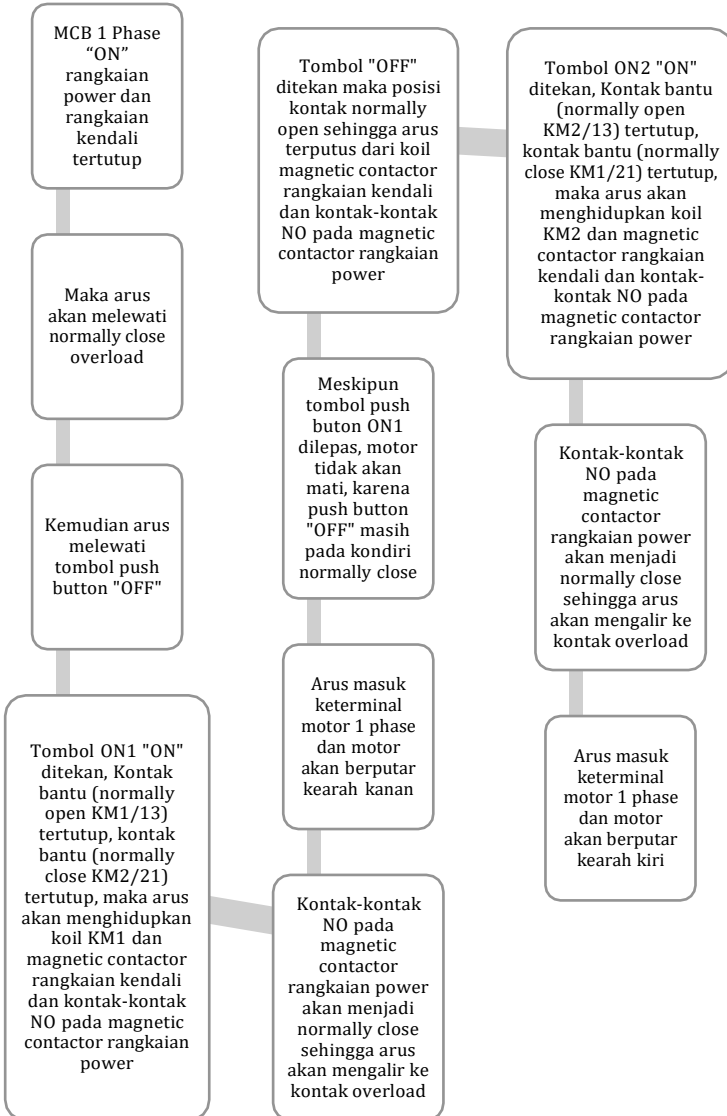 MCB 1 Phase
“ON”
rangkaian
power dan
rangkaian
kendali
tertutup
Maka arus
akan melewati
normally close
overload
Kemudian arus
melewati
tombol push
button "OFF"
Tombol ON1 "ON"
ditekan, Kontak
bantu (normally
open KM1/13)
tertutup, kontak
bantu (normally
close KM2/21)
tertutup, maka arus
akan menghidupkan
koil KM1 dan
magnetic contactor
rangkaian kendali
dan kontak-kontak
NO pada magnetic
contactor rangkaian
power
Kontak-kontak
NO pada
magnetic
contactor
rangkaian power
akan menjadi
normally close
sehingga arus
akan mengalir ke
kontak overload
Arus masuk
keterminal
motor 1 phase
dan motor
akan berputar
kearah kanan
Meskipun
tombol push
buton ON1
dilepas, motor
tidak akan
mati, karena
push button
"OFF" masih
pada kondiri
normally close
Tombol "OFF"
ditekan maka posisi
kontak normally
open sehingga arus
terputus dari koil
magnetic contactor
rangkaian kendali
dan kontak-kontak
NO pada magnetic
contactor rangkaian
power
Tombol ON2 "ON"
ditekan, Kontak bantu
(normally open
KM2/13) tertutup,
kontak bantu (normally
close KM1/21) tertutup,
maka arus akan
menghidupkan koil
KM2 dan magnetic
contactor rangkaian
kendali dan kontak-
kontak NO pada
magnetic contactor
rangkaian power
Kontak-kontak
NO pada
magnetic
contactor
rangkaian power
akan menjadi
normally close
sehingga arus
akan mengalir ke
kontak overload
Arus masuk
keterminal
motor 1 phase
dan motor
akan berputar
kearah kiri